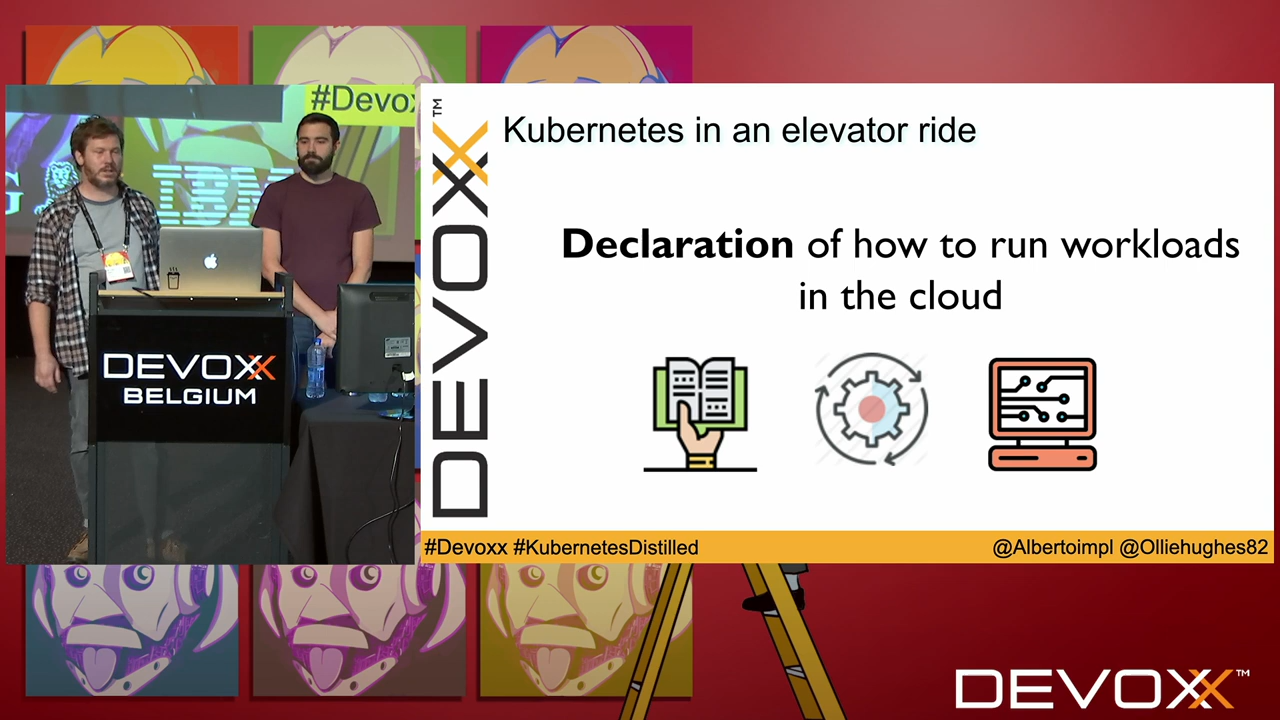 #Devox
G
IBM
DEVOXX
BELGIUM
DEVOXX™
Kubernetes in an elevator ride
Declaration of how to run workloads
in the cloud
#Devoxx #KubernetesDistilled
@Albertoimpl @Olliehughes82
DEVOXX™